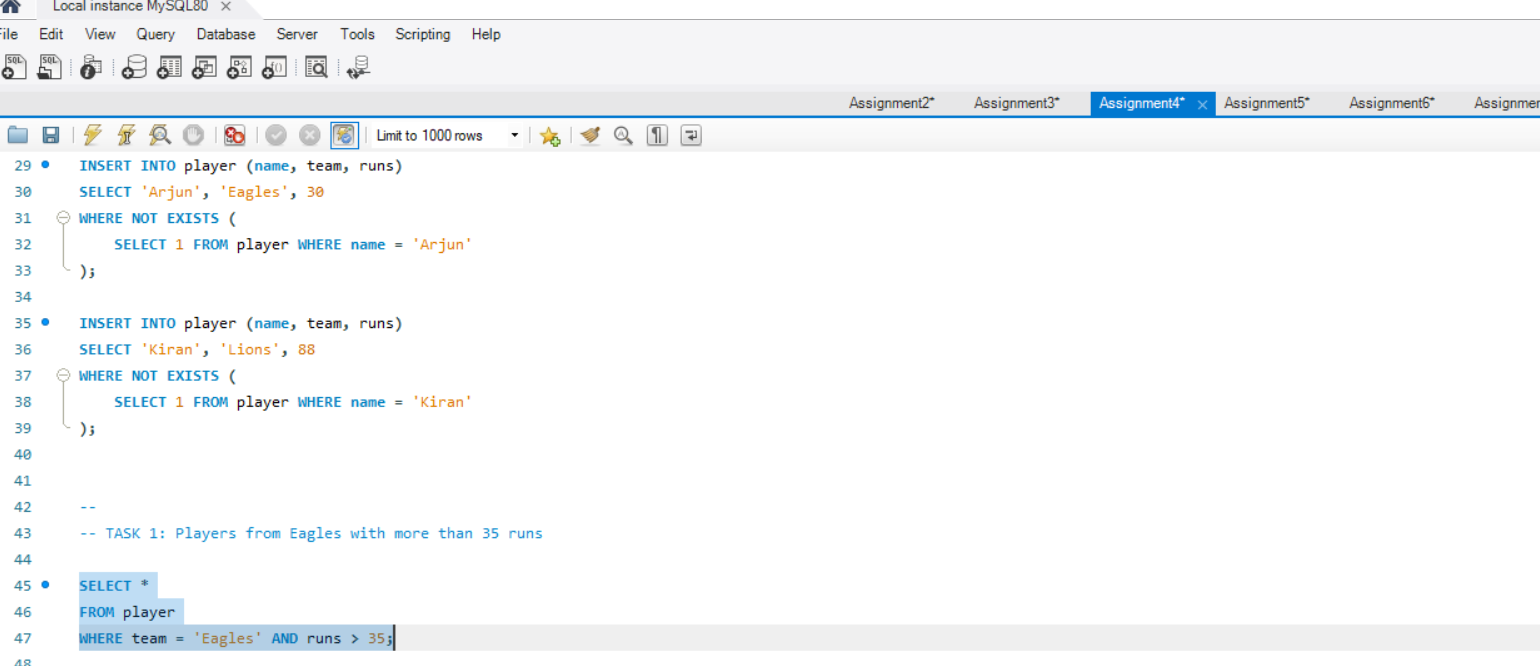 Local instance MySQL80 ×
File Edit View Query Database Server Tools Scripting Help
Assignment2* Assignment3* Assignment4* × Assignment5* Assignment6* Assignmen
Limit to 1000 rows
29 INSERT INTO player (name, team, runs)
30 SELECT 'Arjun', 'Eagles', 30
31 WHERE NOT EXISTS (
32 SELECT 1 FROM player WHERE name = 'Arjun'
33 );
34
35 INSERT INTO player (name, team, runs)
36 SELECT 'Kiran', 'Lions', 88
37 WHERE NOT EXISTS (
38 SELECT 1 FROM player WHERE name = 'Kiran'
39 );
40
41
42 --
43 -- TASK 1: Players from Eagles with more than 35 runs
44
45 SELECT *
46 FROM player
47 WHERE team = 'Eagles' AND runs > 35;
48